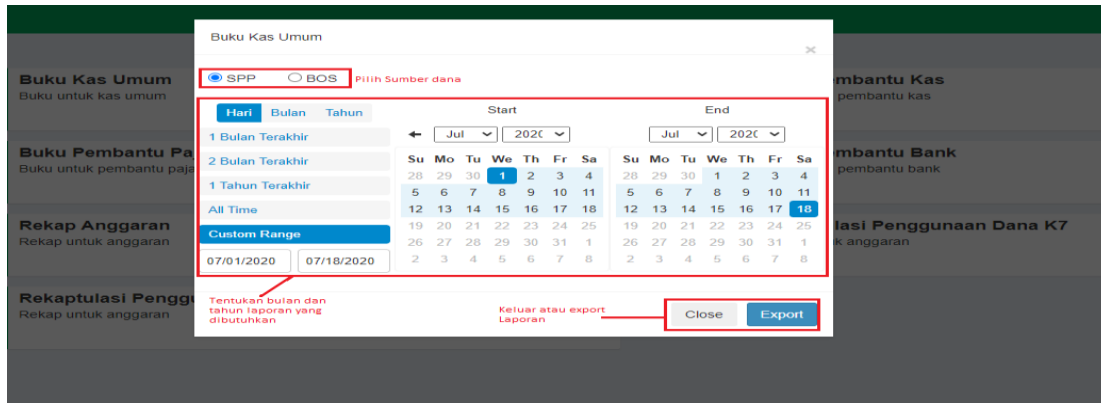 Buku Kas Umum
×
SPP BOS Pilih Sumber dana
Buku Kas Umum
Buku untuk kas umum
mbantu Kas
pembantu kas
Hari Bulan Tahun
1 Bulan Terakhir
2 Bulan Terakhir
1 Tahun Terakhir
All Time
Custom Range
07/01/2020 07/18/2020
Start
Jul 202
Su Mo Tu We Th Fr Sa
28 29 30 1 2 3 4
5 6 7 8 9 10 11
12 13 14 15 16 17 18
19 20 21 22 23 24 25
26 27 28 29 30 31 1
2 3 4 5 6 7 8
End
Jul 202
Su Mo Tu We Th Fr Sa
28 29 30 1 2 3 4
5 6 7 8 9 10 11
12 13 14 15 16 17 18
19 20 21 22 23 24 25
26 27 28 29 30 31 1
2 3 4 5 6 7 8
Buku Pembantu Pa
Buku untuk pembantu paja
mbantu Bank
pembantu bank
Rekap Anggaran
Rekap untuk anggaran
lasi Penggunaan Dana K7
k anggaran
Rekaptulasi Penggu
Rekap untuk anggaran
Tentukan bulan dan
tahun laporan yang
dibutuhkan
Keluar atau export
Laporan
Close Export